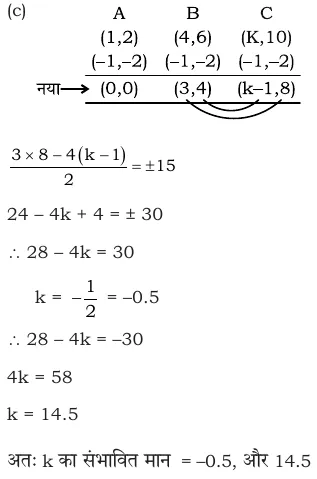 (c) A B C
(1,2) (4,6) (K,10)
(–1,–2) (–1,–2) (–1,–2)
नया→ (0,0) (3,4) (k–1,8)
(3 × 8 – 4(k – 1))/2 = ±15
24 – 4k + 4 = ± 30
∴ 28 – 4k = 30
k = –1/2 = –0.5
∴ 28 – 4k = –30
4k = 58
k = 14.5
अतः k का संभावित मान = –0.5, और 14.5